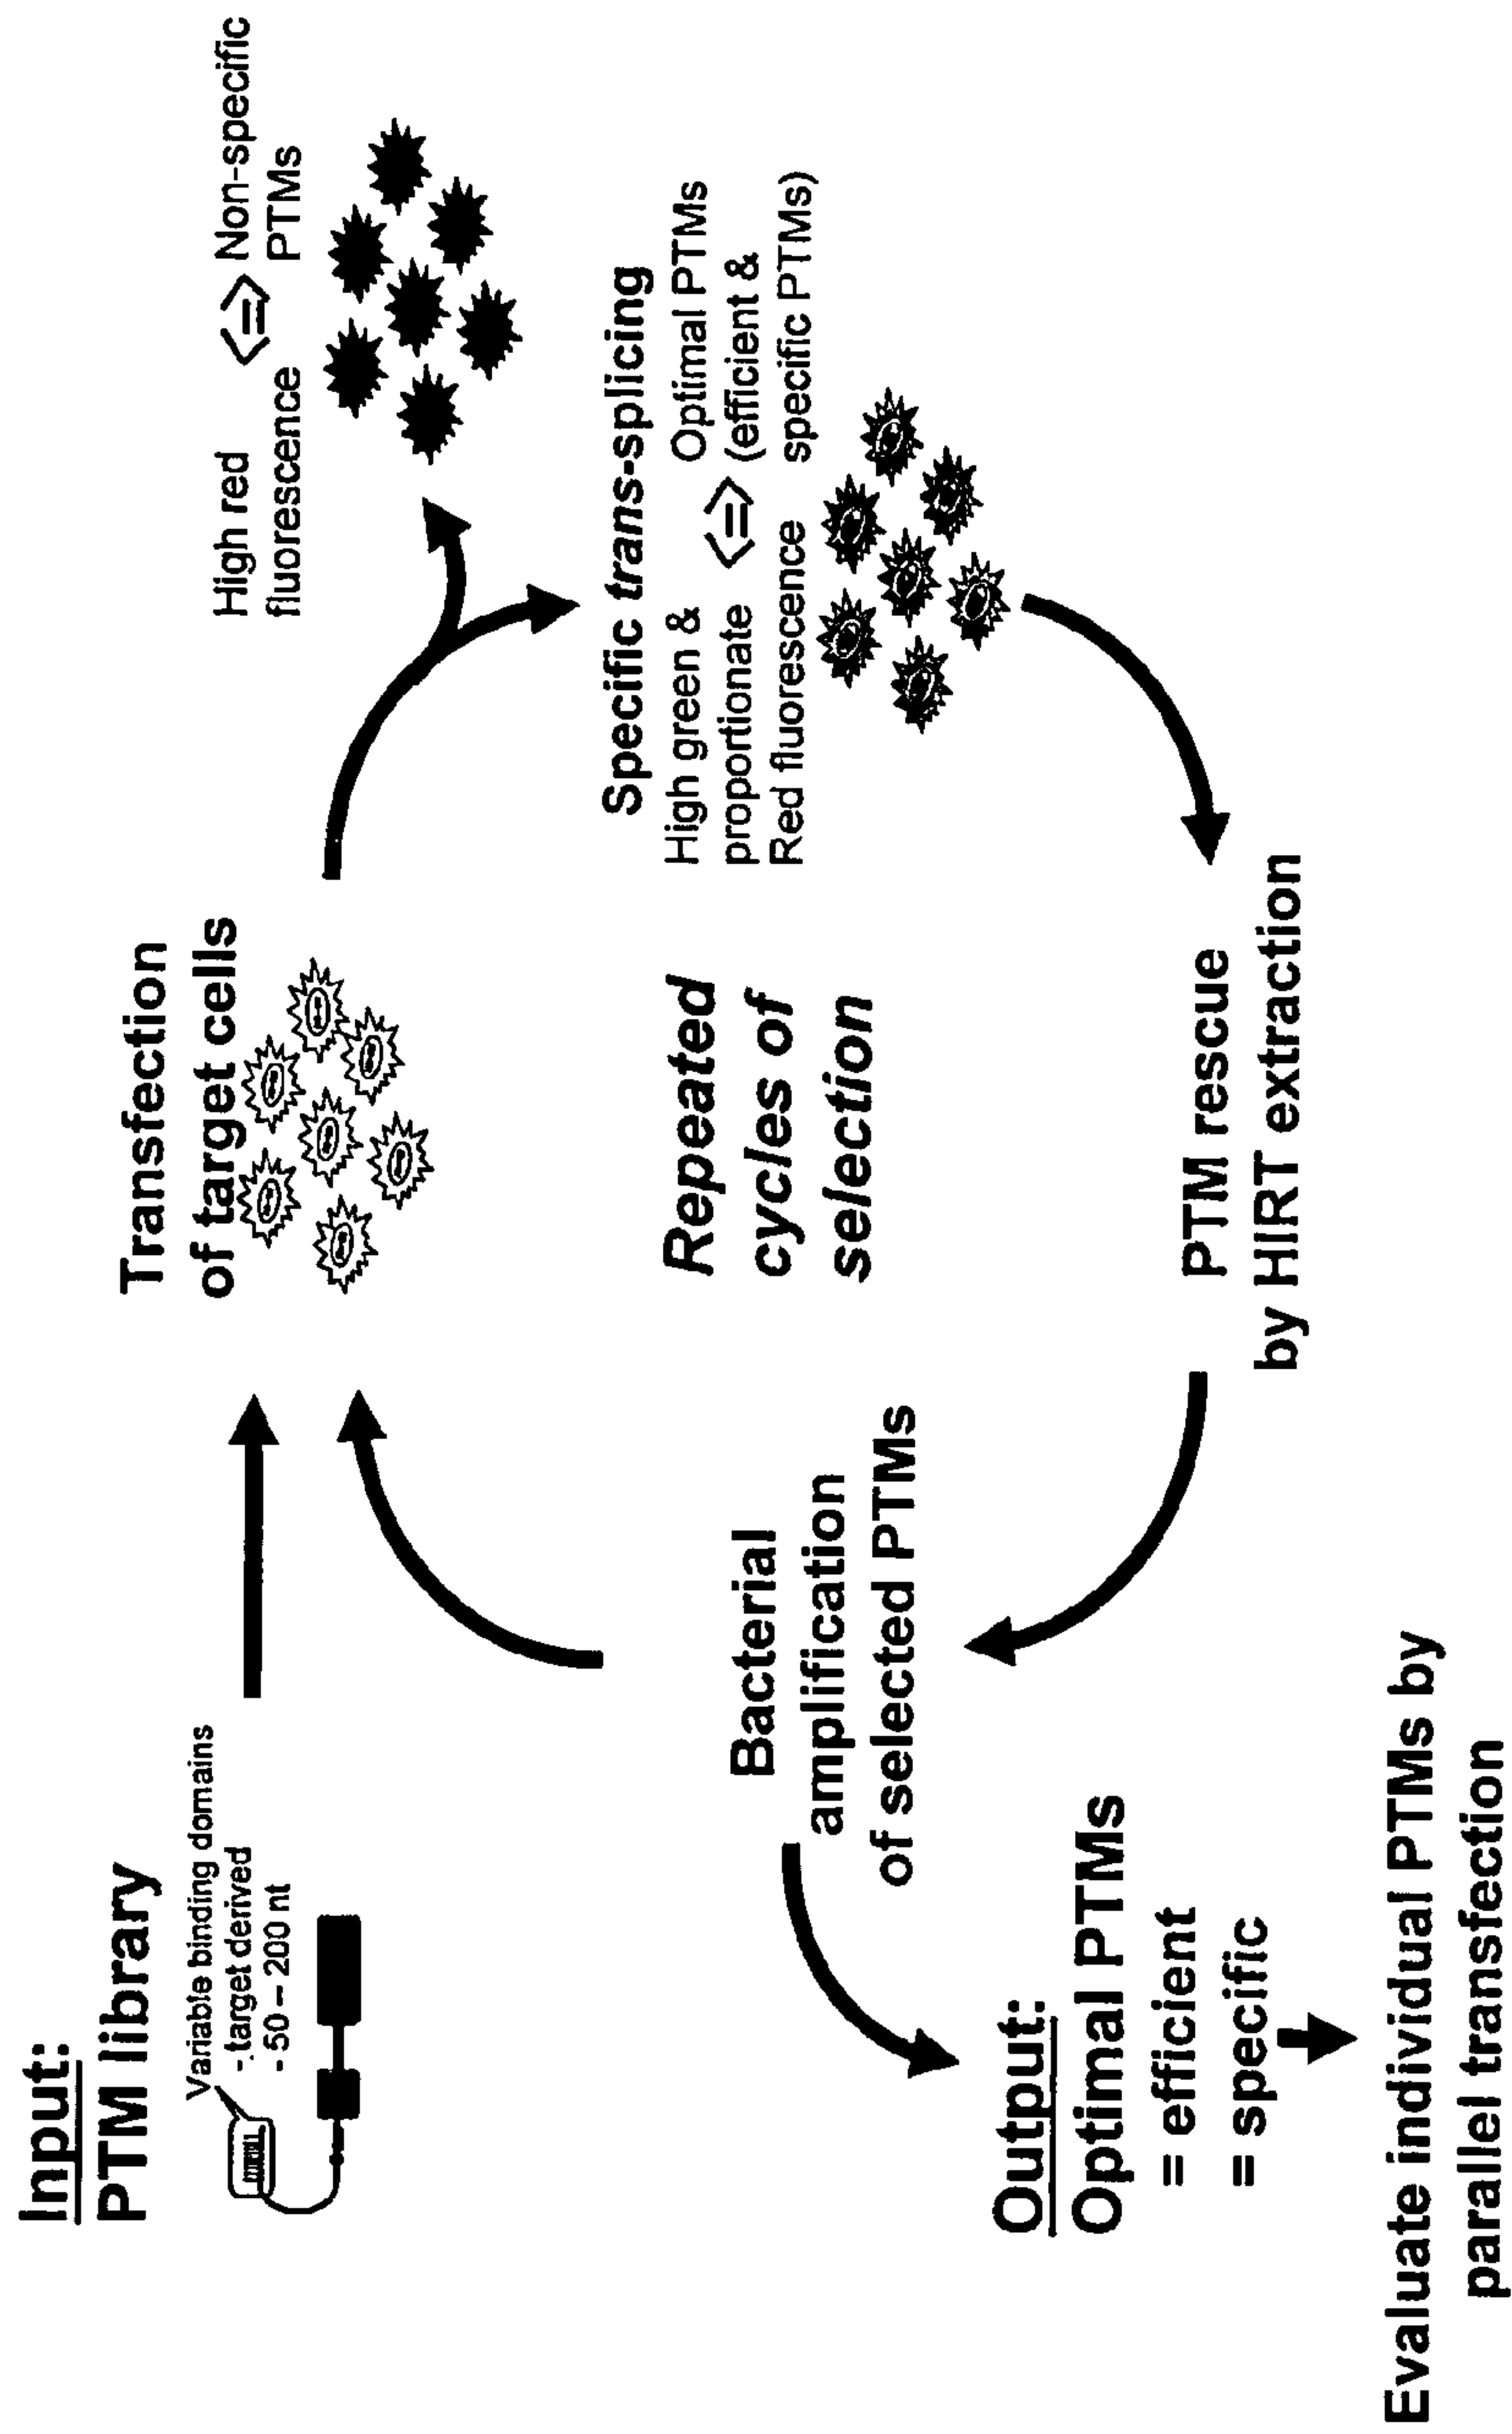 Input:
PTM library
Variable binding domains
- target derived
- 50 – 200 nt
Transfection
of target cells
High red
fluorescence
<=>
Non-specific
PTMs
Specific trans-splicing
High green &
proportionate
Red fluorescence
<=>
Optimal PTMs
(efficient &
specific PTMs)
Repeated
cycles of
selection
PTM rescue
by HIRT extraction
Bacterial
amplification
of selected PTMs
Output:
Optimal PTMs
= efficient
= specific
Evaluate individual PTMs by
parallel transfection